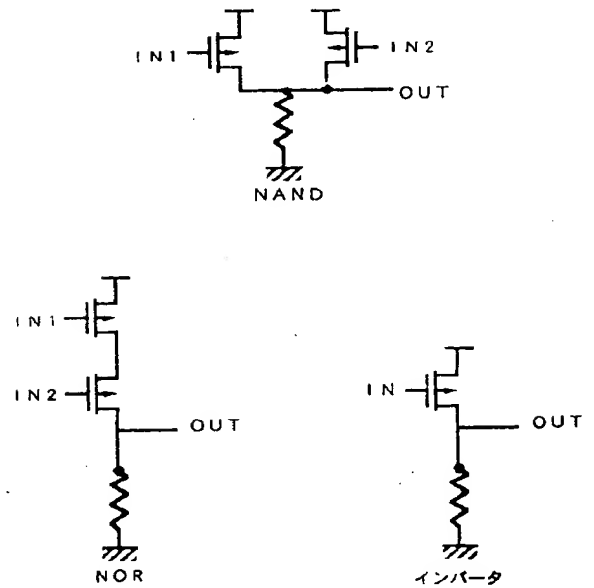 IN1
IN2
OUT
NAND
IN1
IN2
OUT
NOR
IN
OUT
インバータ